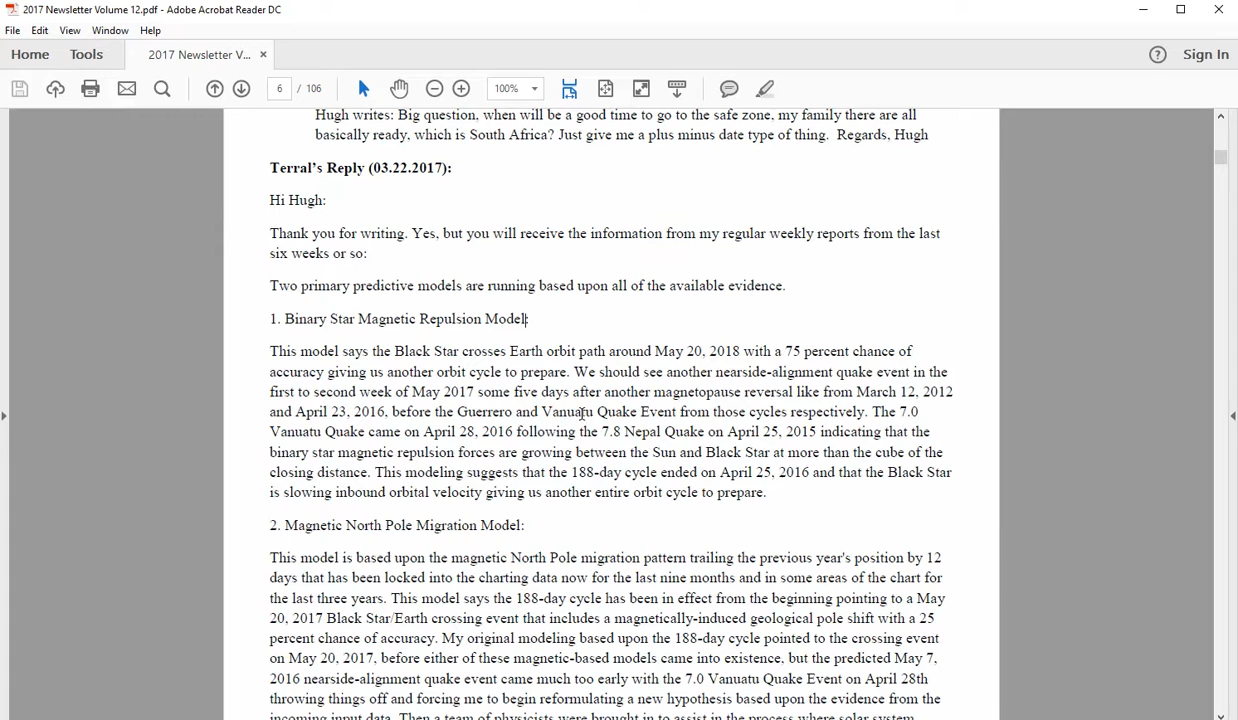 2017 Newsletter Volume 12.pdf - Adobe Acrobat Reader DC
File Edit View Window Help
Home Tools 2017 Newsletter V... × Sign In
6 / 106 100%
Hugh writes: Big question, when will be a good time to go to the safe zone, my family there are all
basically ready, which is South Africa? Just give me a plus minus date type of thing. Regards, Hugh
Terral's Reply (03.22.2017):
Hi Hugh:
Thank you for writing. Yes, but you will receive the information from my regular weekly reports from the last
six weeks or so:
Two primary predictive models are running based upon all of the available evidence.
1. Binary Star Magnetic Repulsion Model:
This model says the Black Star crosses Earth orbit path around May 20, 2018 with a 75 percent chance of
accuracy giving us another orbit cycle to prepare. We should see another nearside-alignment quake event in the
first to second week of May 2017 some five days after another magnetopause reversal like from March 12, 2012
and April 23, 2016, before the Guerrero and Vanuatu Quake Event from those cycles respectively. The 7.0
Vanuatu Quake came on April 28, 2016 following the 7.8 Nepal Quake on April 25, 2015 indicating that the
binary star magnetic repulsion forces are growing between the Sun and Black Star at more than the cube of the
closing distance. This modeling suggests that the 188-day cycle ended on April 25, 2016 and that the Black Star
is slowing inbound orbital velocity giving us another entire orbit cycle to prepare.
2. Magnetic North Pole Migration Model:
This model is based upon the magnetic North Pole migration pattern trailing the previous year's position by 12
days that has been locked into the charting data now for the last nine months and in some areas of the chart for
the last three years. This model says the 188-day cycle has been in effect from the beginning pointing to a May
20, 2017 Black Star/Earth crossing event that includes a magnetically-induced geological pole shift with a 25
percent chance of accuracy. My original modeling based upon the 188-day cycle pointed to the crossing event
on May 20, 2017, before either of these magnetic-based models came into existence, but the predicted May 7,
2016 nearside-alignment quake event came much too early with the 7.0 Vanuatu Quake Event on April 28th
throwing things off and forcing me to begin reformulating a new hypothesis based upon the evidence from the
incoming input data. Then a team of physicists were brought in to assist in the process where solar system